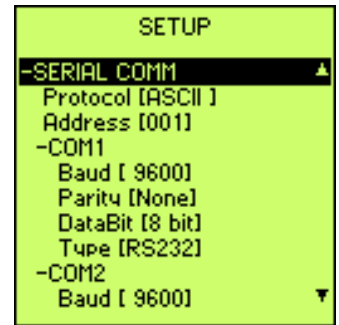 SETUP
-SERIAL COMM
Protocol [ASCII ]
Address [001]
-COM1
Baud [ 9600]
Parity [None]
DataBit [8 bit]
Type [RS232]
-COM2
Baud [ 9600]